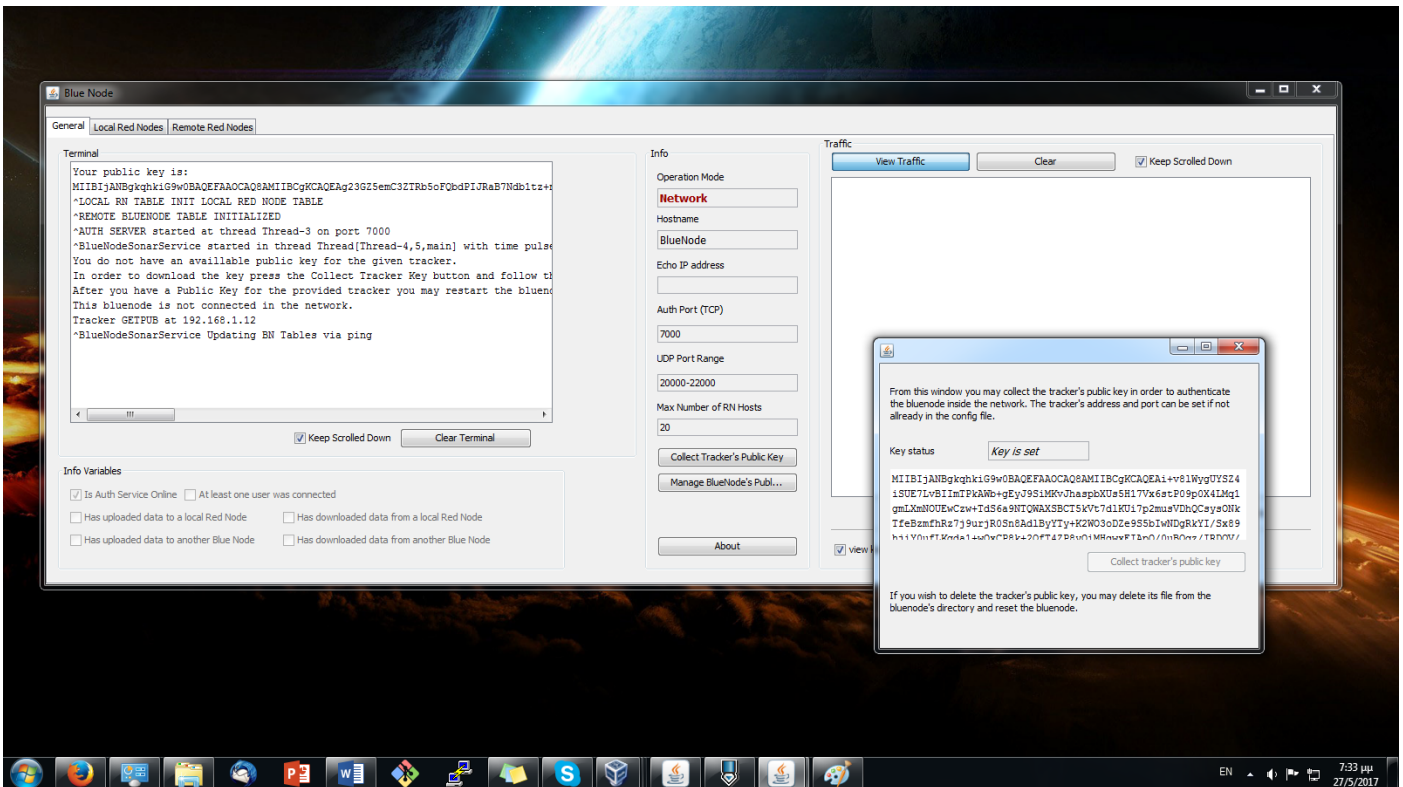 Blue Node
General Local Red Nodes Remote Red Nodes
Terminal
Your public key is:
MIIBIjANBgkqhkiG9w0BAQEFAAOCAQ8AMIIBCgKCAQEAg23GZ5emC3ZTRb5oFQbdPIJRaB7Ndb1tz+
^LOCAL RN TABLE INIT LOCAL RED NODE TABLE
^REMOTE BLUENODE TABLE INITIALIZED
^AUTH SERVER started at thread Thread-3 on port 7000
^BlueNodeSonarService started in thread Thread[Thread-4,5,main] with time pulse
You do not have an availlable public key for the given tracker.
In order to download the key press the Collect Tracker Key button and follow th
After you have a Public Key for the provided tracker you may restart the bluen
This bluenode is not connected in the network.
Tracker GETPUB at 192.168.1.12
^BlueNodeSonarService Updating BN Tables via ping
Keep Scrolled Down Clear Terminal
Info Variables
Is Auth Service Online At least one user was connected
Has uploaded data to a local Red Node Has downloaded data from a local Red Node
Has uploaded data to another Blue Node Has downloaded data from another Blue Node
Info
Operation Mode
Network
Hostname
BlueNode
Echo IP address
Auth Port (TCP)
7000
UDP Port Range
20000-22000
Max Number of RN Hosts
20
Collect Tracker's Public Key
Manage BlueNode's Publ...
About
Traffic
View Traffic Clear Keep Scrolled Down
view
From this window you may collect the tracker's public key in order to authenticate
the bluenode inside the network. The tracker's address and port can be set if not
allready in the config file.
Key status Key is set
MIIBIjANBgkqhkiG9w0BAQEFAAOCAQ8AMIIBCgKCAQEAi+v8lWygUYSZ4
iSUE7LvBIImTPkAWb+gEyJ9SiMKvJhaspbXUs5H17Vx6stP09p0X4LMq1
gmLXmNOUEwCzw+TdS6a9NTQWAXSBCT5kVt7dlKUi7p2musVDhQCsysONk
TfeBzmfhRz7j9urjR0Sn8AdlByYTy+K2WO3oDZe9S5bIwNDgRkYI/Sx89
Collect tracker's public key
If you wish to delete the tracker's public key, you may delete its file from the
bluenode's directory and reset the bluenode.
EN
7:33 μμ
27/5/2017